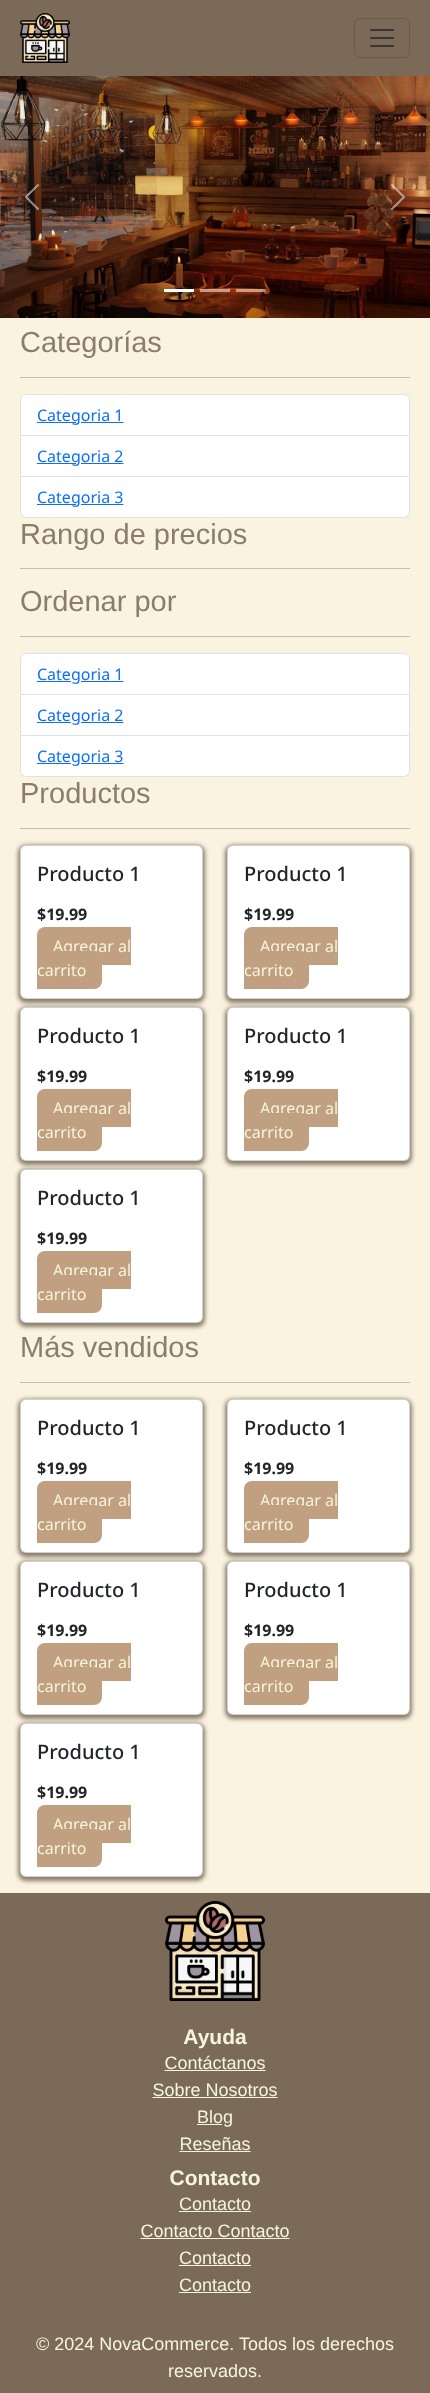 Categorías
Categoria 1
Categoria 2
Categoria 3
Rango de precios
Ordenar por
Categoria 1
Categoria 2
Categoria 3
Productos
Producto 1
$19.99
Agregar al
carrito
Producto 1
$19.99
Agregar al
carrito
Producto 1
$19.99
Agregar al
carrito
Producto 1
$19.99
Agregar al
carrito
Producto 1
$19.99
Agregar al
carrito
Más vendidos
Producto 1
$19.99
Agregar al
carrito
Producto 1
$19.99
Agregar al
carrito
Producto 1
$19.99
Agregar al
carrito
Producto 1
$19.99
Agregar al
carrito
Producto 1
$19.99
Agregar al
carrito
Ayuda
Contáctanos
Sobre Nosotros
Blog
Reseñas
Contacto
Contacto
Contacto Contacto
Contacto
Contacto
© 2024 NovaCommerce. Todos los derechos
reservados.